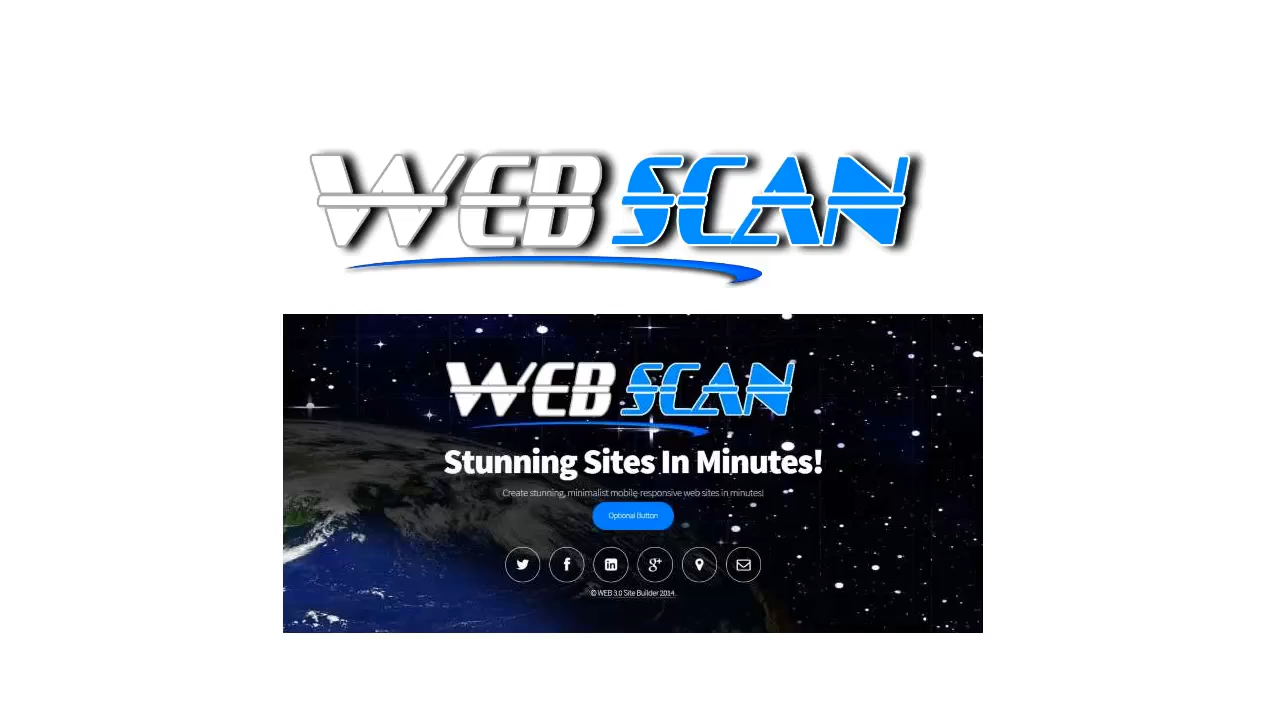 WEB SCAN
WEB SCAN
Stunning Sites In Minutes!
Create stunning, minimalist mobile-responsive web sites in minutes!
Optional Button
© WEB 3.0 Site Builder 2014.